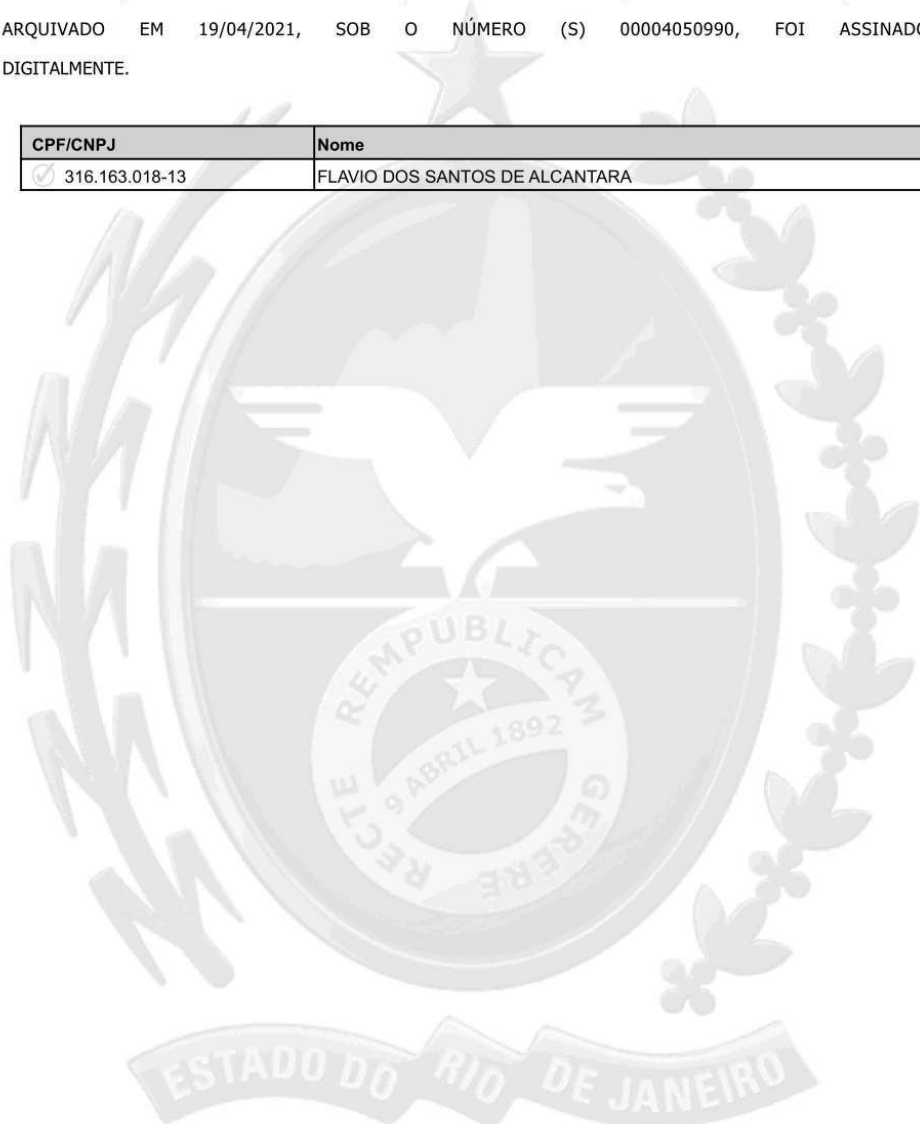 ARQUIVADO EM 19/04/2021, SOB O NÚMERO (S) 00004050990, FOI ASSINADO
DIGITALMENTE.
CPF/CNPJ Nome
316.163.018-13 FLAVIO DOS SANTOS DE ALCANTARA
RECTE REMPUBLICAM GERERE
9 ABRIL 1892
ESTADO DO RIO DE JANEIRO